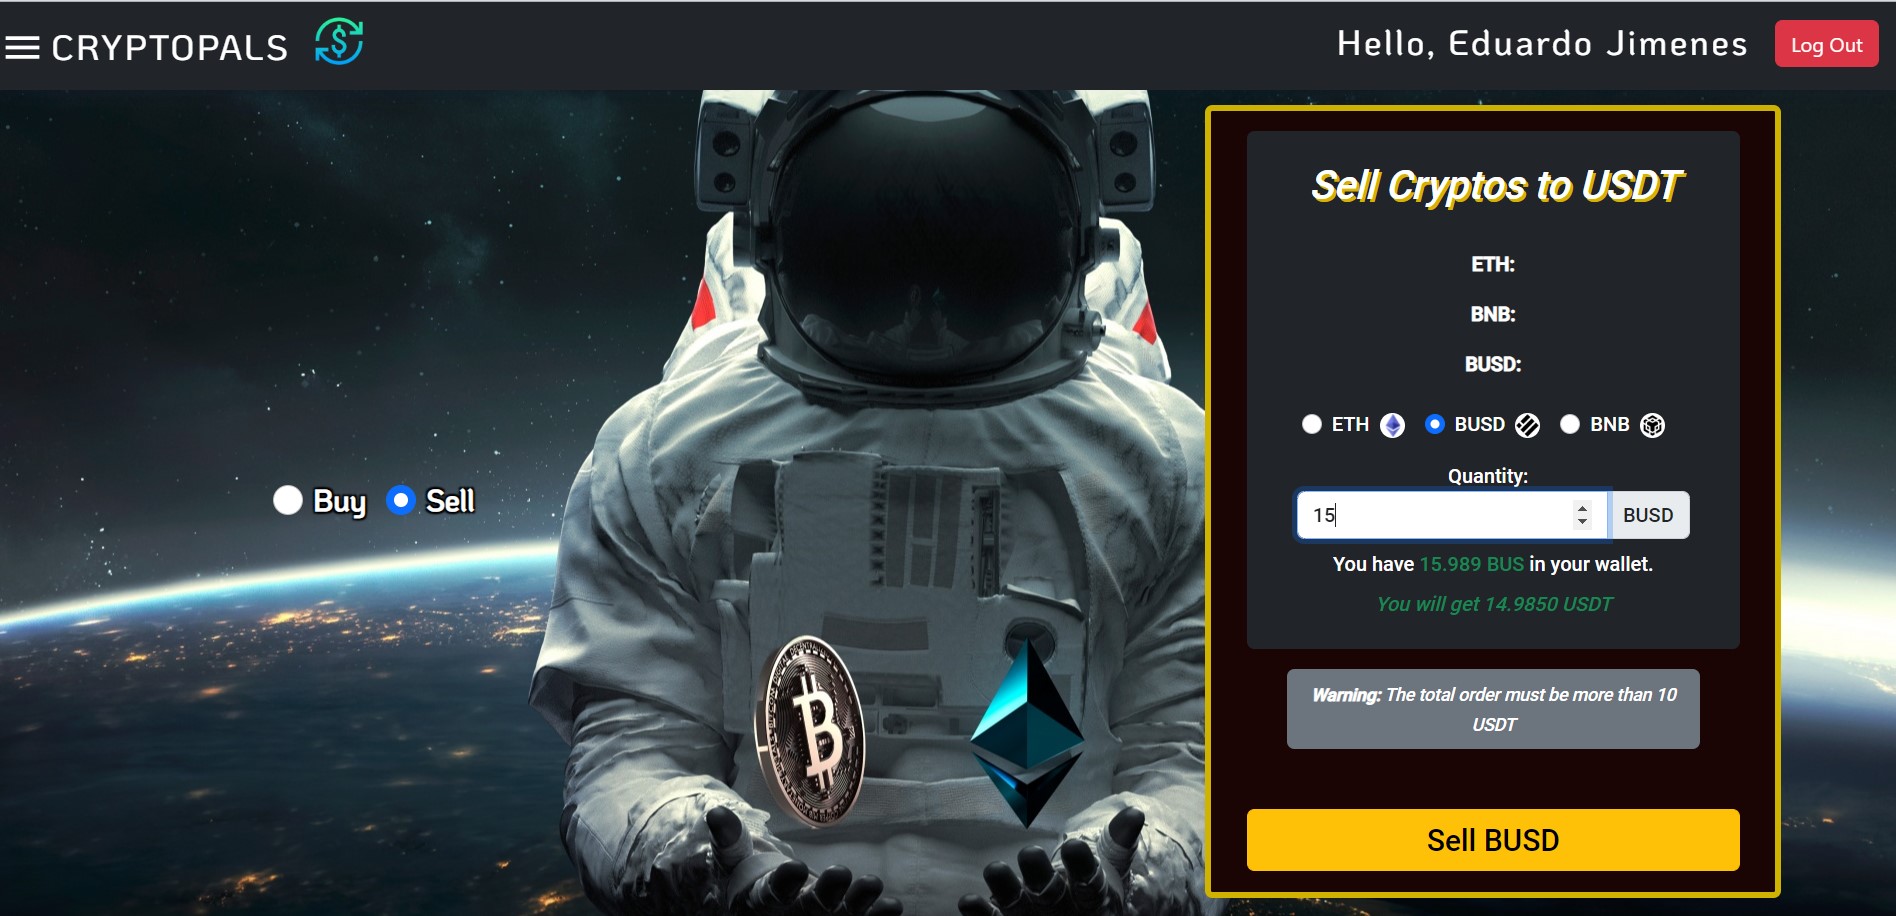 CRYPTOPALS
Hello, Eduardo Jimenes
Log Out
Buy
Sell
Sell Cryptos to USDT
ETH:
BNB:
BUSD:
ETH BUSD BNB
Quantity:
15 BUSD
You have 15.989 BUS in your wallet.
You will get 14.9850 USDT
Warning: The total order must be more than 10
USDT
Sell BUSD